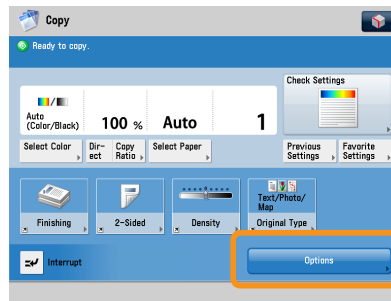 Copy
Ready to copy.
Check Settings
Auto
(Color/Black)
100 %
Auto
1
Select Color
Dir-
ect
Copy
Ratio
Select Paper
Previous
Settings
Favorite
Settings
Text/Photo/
Map
Finishing
2-Sided
Density
Original Type
Interrupt
Options